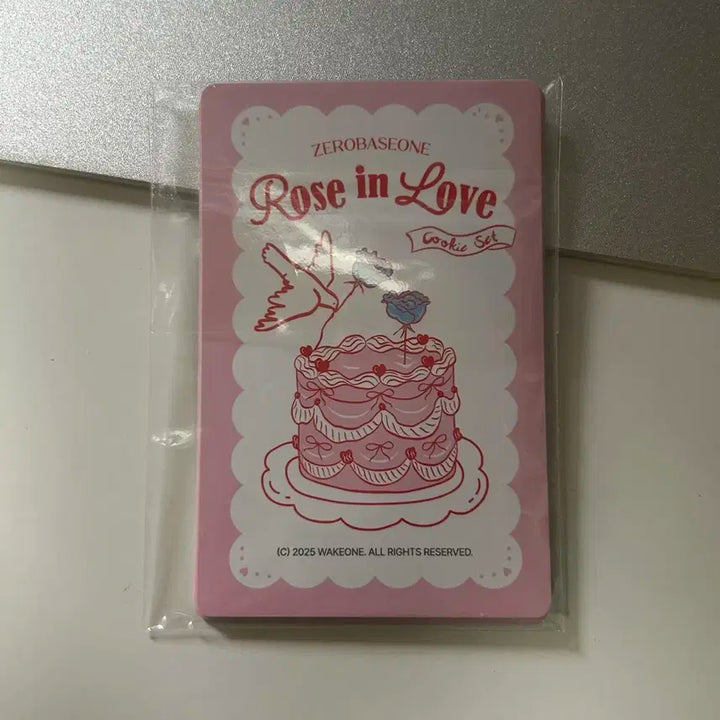 ZEROBASEONE
Rose in Love
Cookie Set
(C) 2025 WAKEONE. ALL RIGHTS RESERVED.